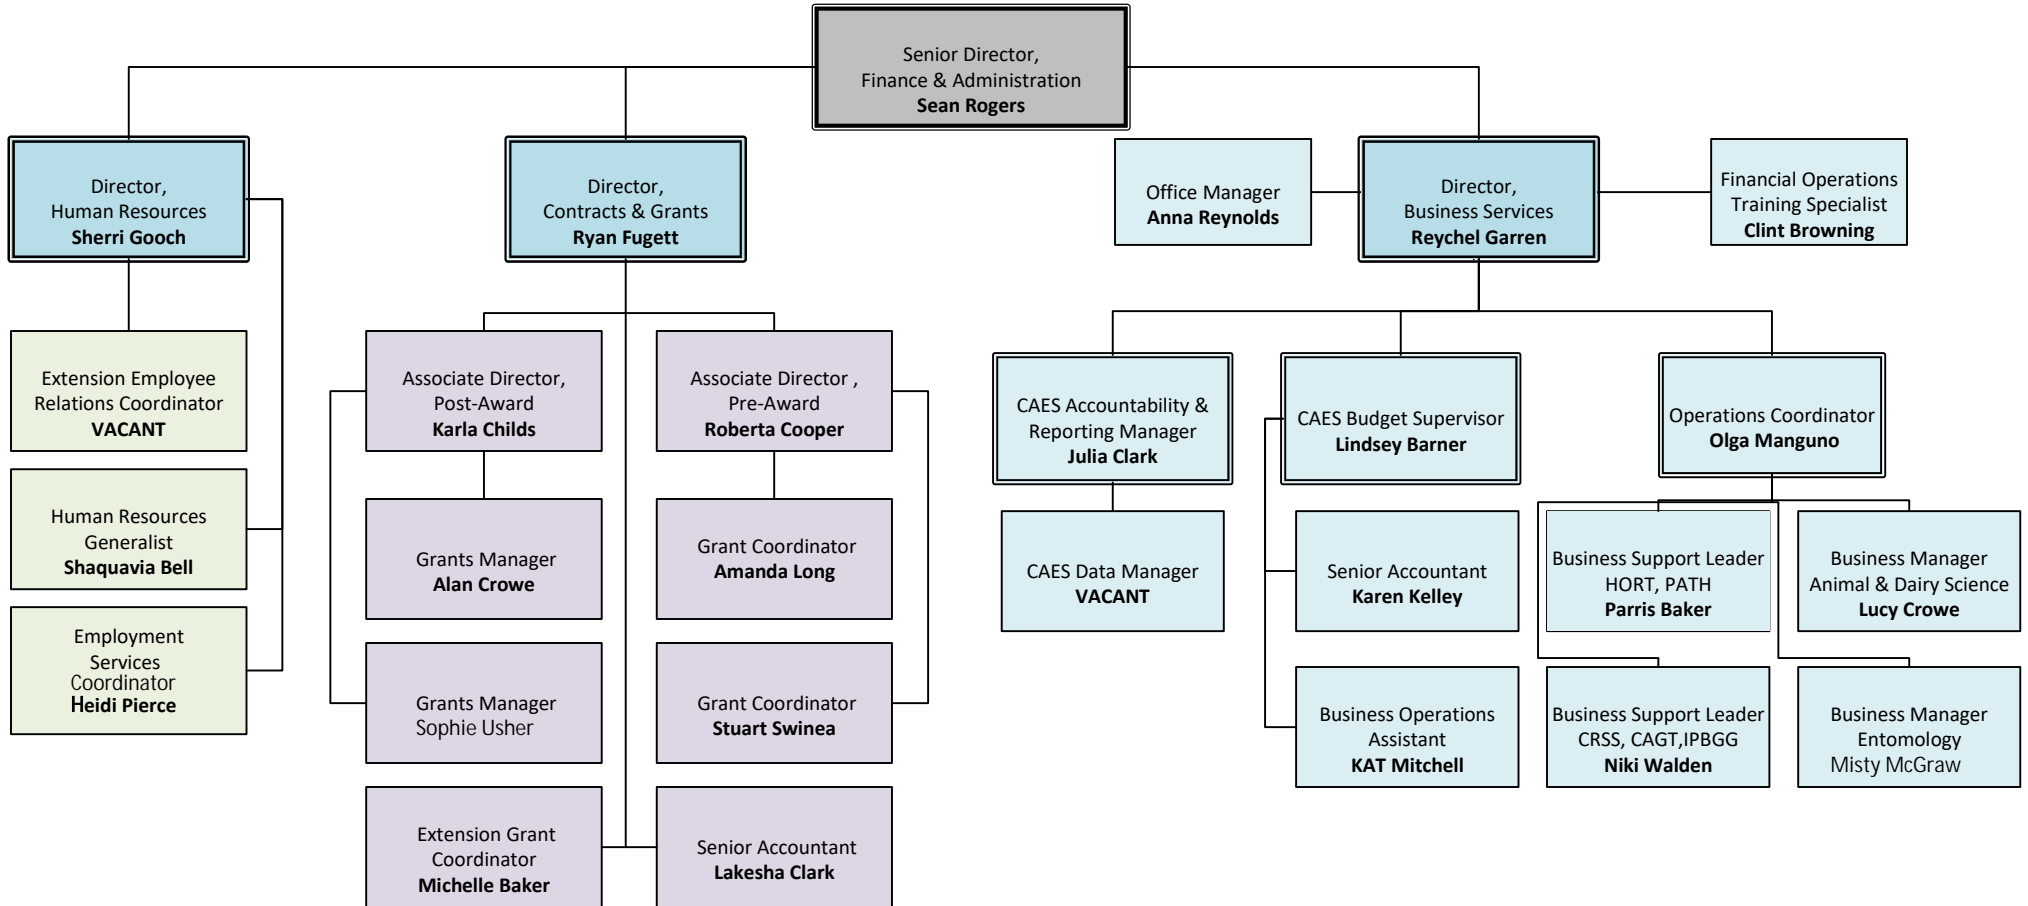 Senior Director,
Finance & Administration
Sean Rogers
Director,
Human Resources
Sherri Gooch
Director,
Contracts & Grants
Ryan Fugett
Office Manager
Anna Reynolds
Director,
Business Services
Reychel Garren
Financial Operations
Training Specialist
Clint Browning
Extension Employee
Relations Coordinator
VACANT
Human Resources
Generalist
Shaquavia Bell
Employment
Services
Coordinator
Heidi Pierce
Associate Director,
Post-Award
Karla Childs
Associate Director ,
Pre-Award
Roberta Cooper
Grants Manager
Alan Crowe
Grant Coordinator
Amanda Long
Grants Manager
Sophie Usher
Grant Coordinator
Stuart Swinea
Extension Grant
Coordinator
Michelle Baker
Senior Accountant
Lakesha Clark
CAES Accountability &
Reporting Manager
Julia Clark
CAES Data Manager
VACANT
CAES Budget Supervisor
Lindsey Barner
Senior Accountant
Karen Kelley
Business Operations
Assistant
KAT Mitchell
Operations Coordinator
Olga Manguno
Business Support Leader
HORT, PATH
Parris Baker
Business Manager
Animal & Dairy Science
Lucy Crowe
Business Support Leader
CRSS, CAGT,IPBGG
Niki Walden
Business Manager
Entomology
Misty McGraw